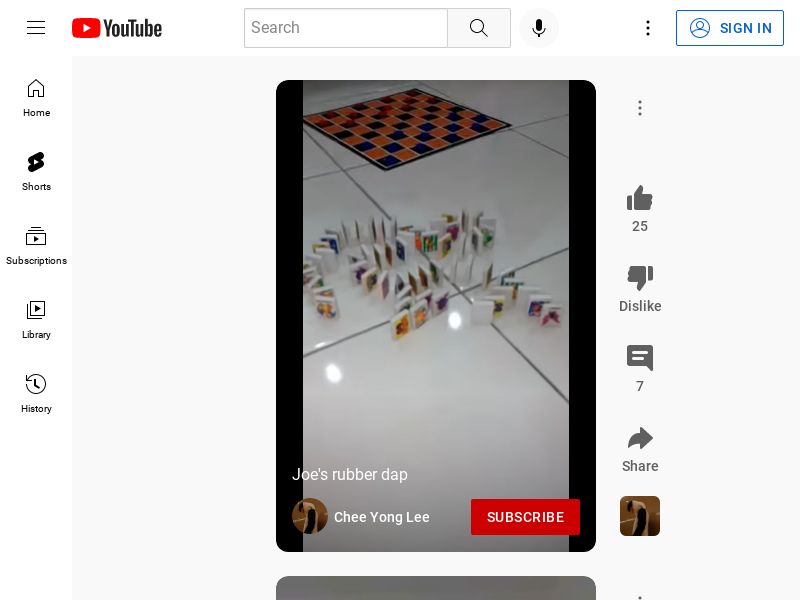 YouTube
Search
SIGN IN
Home
Shorts
Subscriptions
Library
History
Joe's rubber dap
Chee Yong Lee
SUBSCRIBE
25
Dislike
7
Share